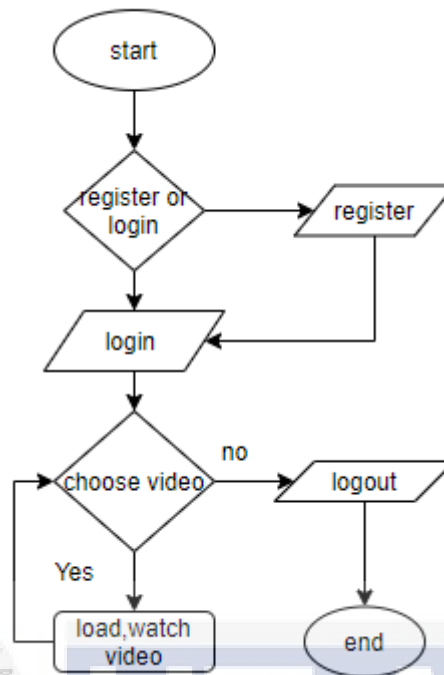 start
register or
login
register
login
choose video
no
logout
Yes
load,watch
video
end